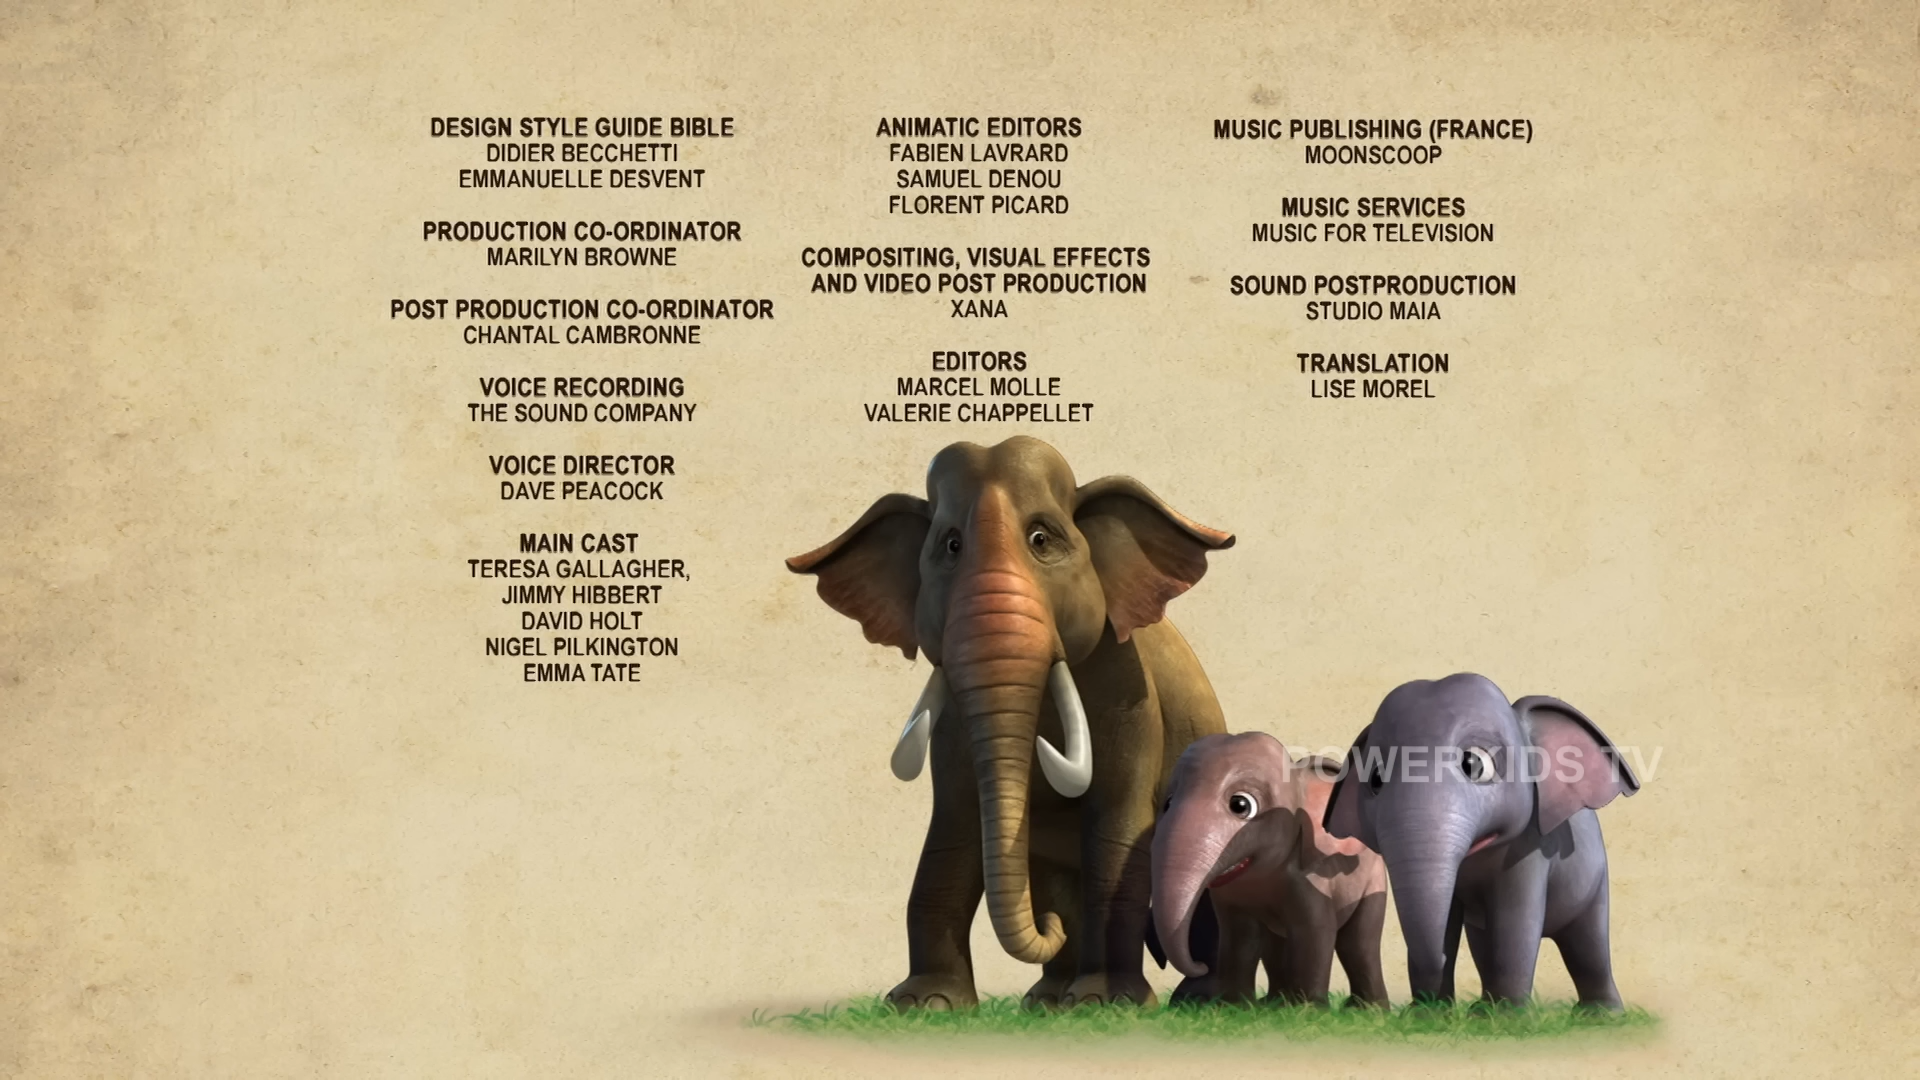 DESIGN STYLE GUIDE BIBLE
DIDIER BECCHETTI
EMMANUELLE DESVENT
PRODUCTION CO-ORDINATOR
MARILYN BROWNE
POST PRODUCTION CO-ORDINATOR
CHANTAL CAMBRONNE
VOICE RECORDING
THE SOUND COMPANY
VOICE DIRECTOR
DAVE PEACOCK
MAIN CAST
TERESA GALLAGHER,
JIMMY HIBBERT
DAVID HOLT
NIGEL PILKINGTON
EMMA TATE
ANIMATIC EDITORS
FABIEN LAVRARD
SAMUEL DENOU
FLORENT PICARD
COMPOSITING, VISUAL EFFECTS
AND VIDEO POST PRODUCTION
XANA
EDITORS
MARCEL MOLLE
VALERIE CHAPPELLET
MUSIC PUBLISHING (FRANCE)
MOONSCOOP
MUSIC SERVICES
MUSIC FOR TELEVISION
SOUND POSTPRODUCTION
STUDIO MAIA
TRANSLATION
LISE MOREL
POWERKIDS TV